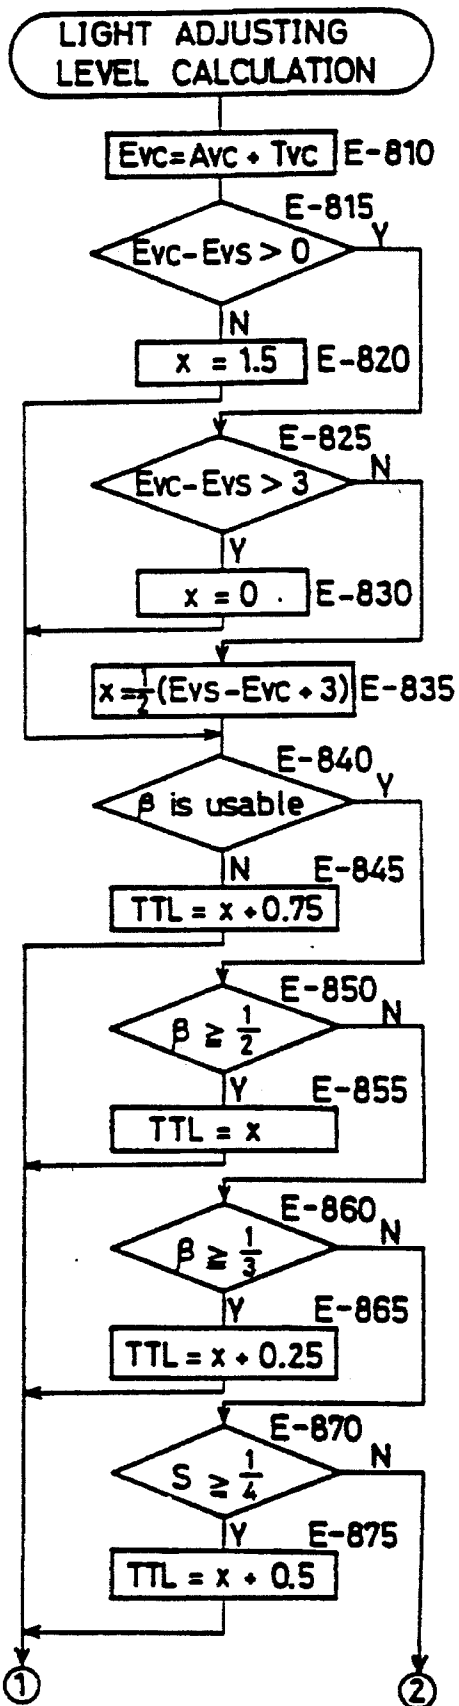 LIGHT ADJUSTING
LEVEL CALCULATION
Evc=Avc + Tvc E-810
E-815
Evc-Evs > 0 Y
N
x = 1.5 E-820
E-825
Evc-Evs > 3 N
Y
x = 0 E-830
x = 1/2 (Evs-Evc + 3) E-835
E-840
β is usable Y
N E-845
TTL = x + 0.75
E-850
β ≥ 1/2 N
Y E-855
TTL = x
E-860
β ≥ 1/3 N
Y E-865
TTL = x + 0.25
E-870
S ≥ 1/4 N
Y E-875
TTL = x + 0.5
1 2